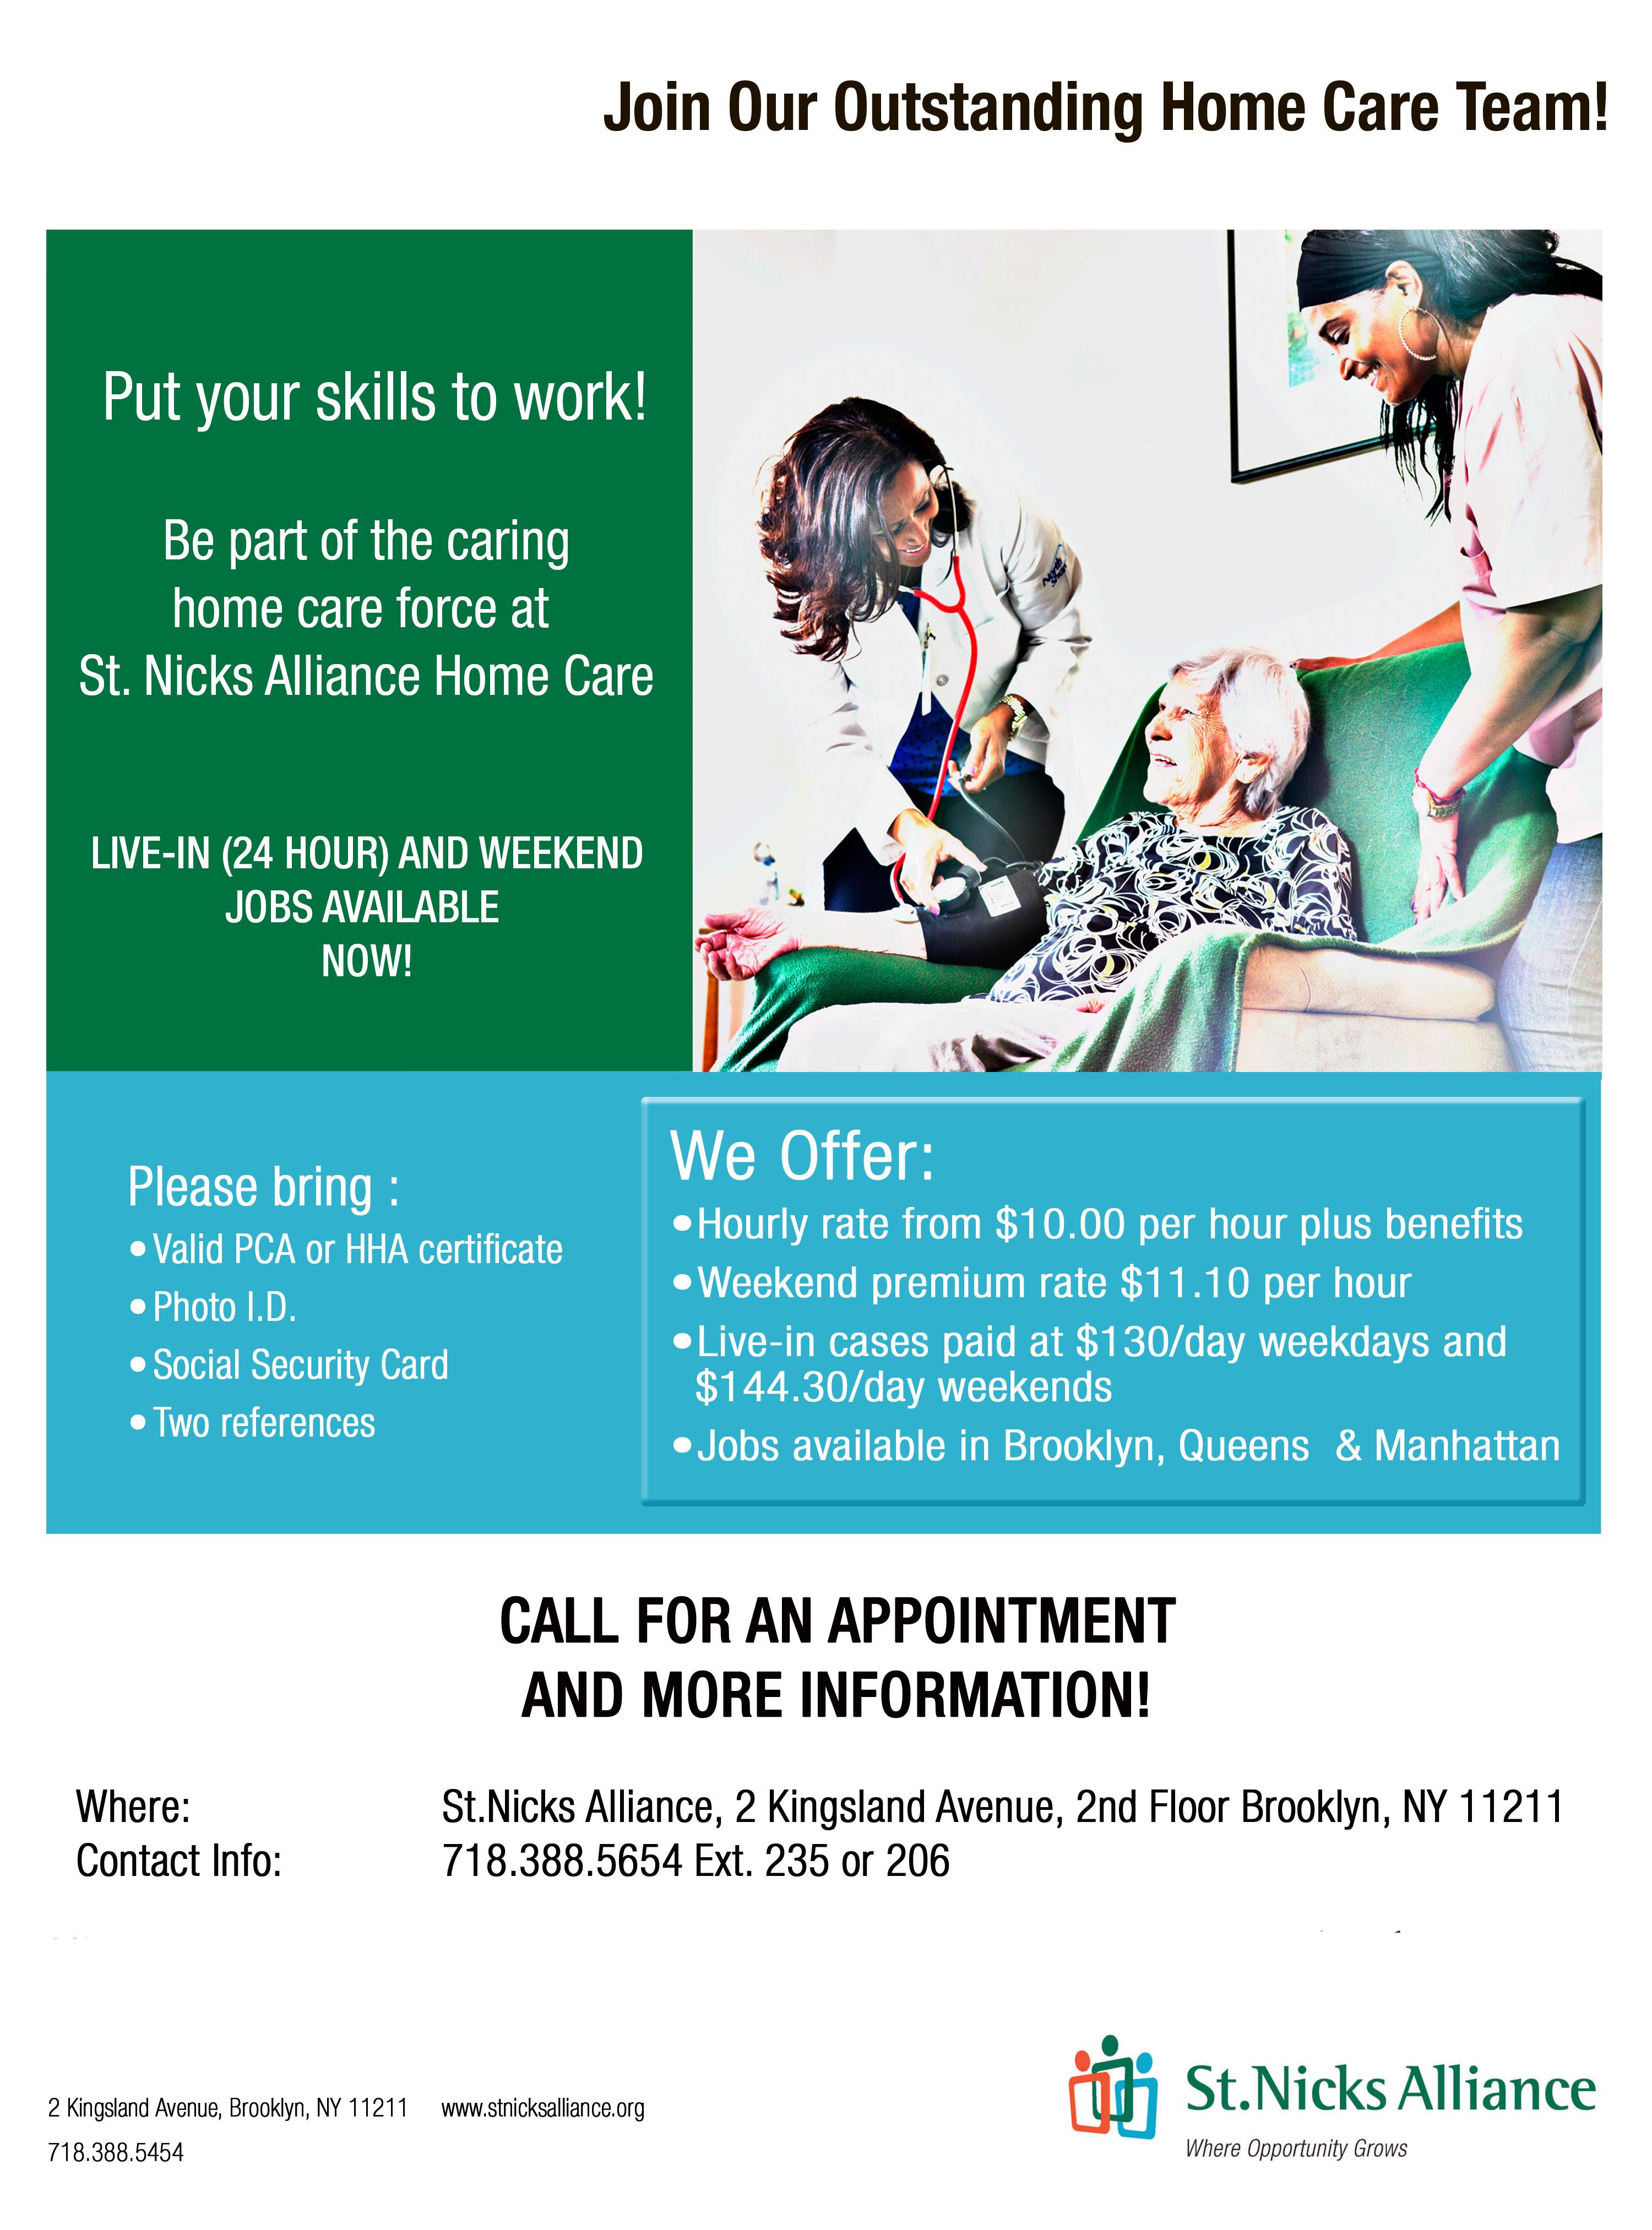 Join Our Outstanding Home Care Team!
Put your skills to work!
Be part of the caring
home care force at
St. Nicks Alliance Home Care
LIVE-IN (24 HOUR) AND WEEKEND
JOBS AVAILABLE
NOW!
Please bring :
•Valid PCA or HHA certificate
•Photo I.D.
•Social Security Card
•Two references
We Offer:
•Hourly rate from $10.00 per hour plus benefits
•Weekend premium rate $11.10 per hour
•Live-in cases paid at $130/day weekdays and
$144.30/day weekends
•Jobs available in Brooklyn, Queens & Manhattan
CALL FOR AN APPOINTMENT
AND MORE INFORMATION!
Where: St.Nicks Alliance, 2 Kingsland Avenue, 2nd Floor Brooklyn, NY 11211
Contact Info: 718.388.5654 Ext. 235 or 206
2 Kingsland Avenue, Brooklyn, NY 11211 www.stnicksalliance.org
718.388.5454
St.Nicks Alliance
Where Opportunity Grows